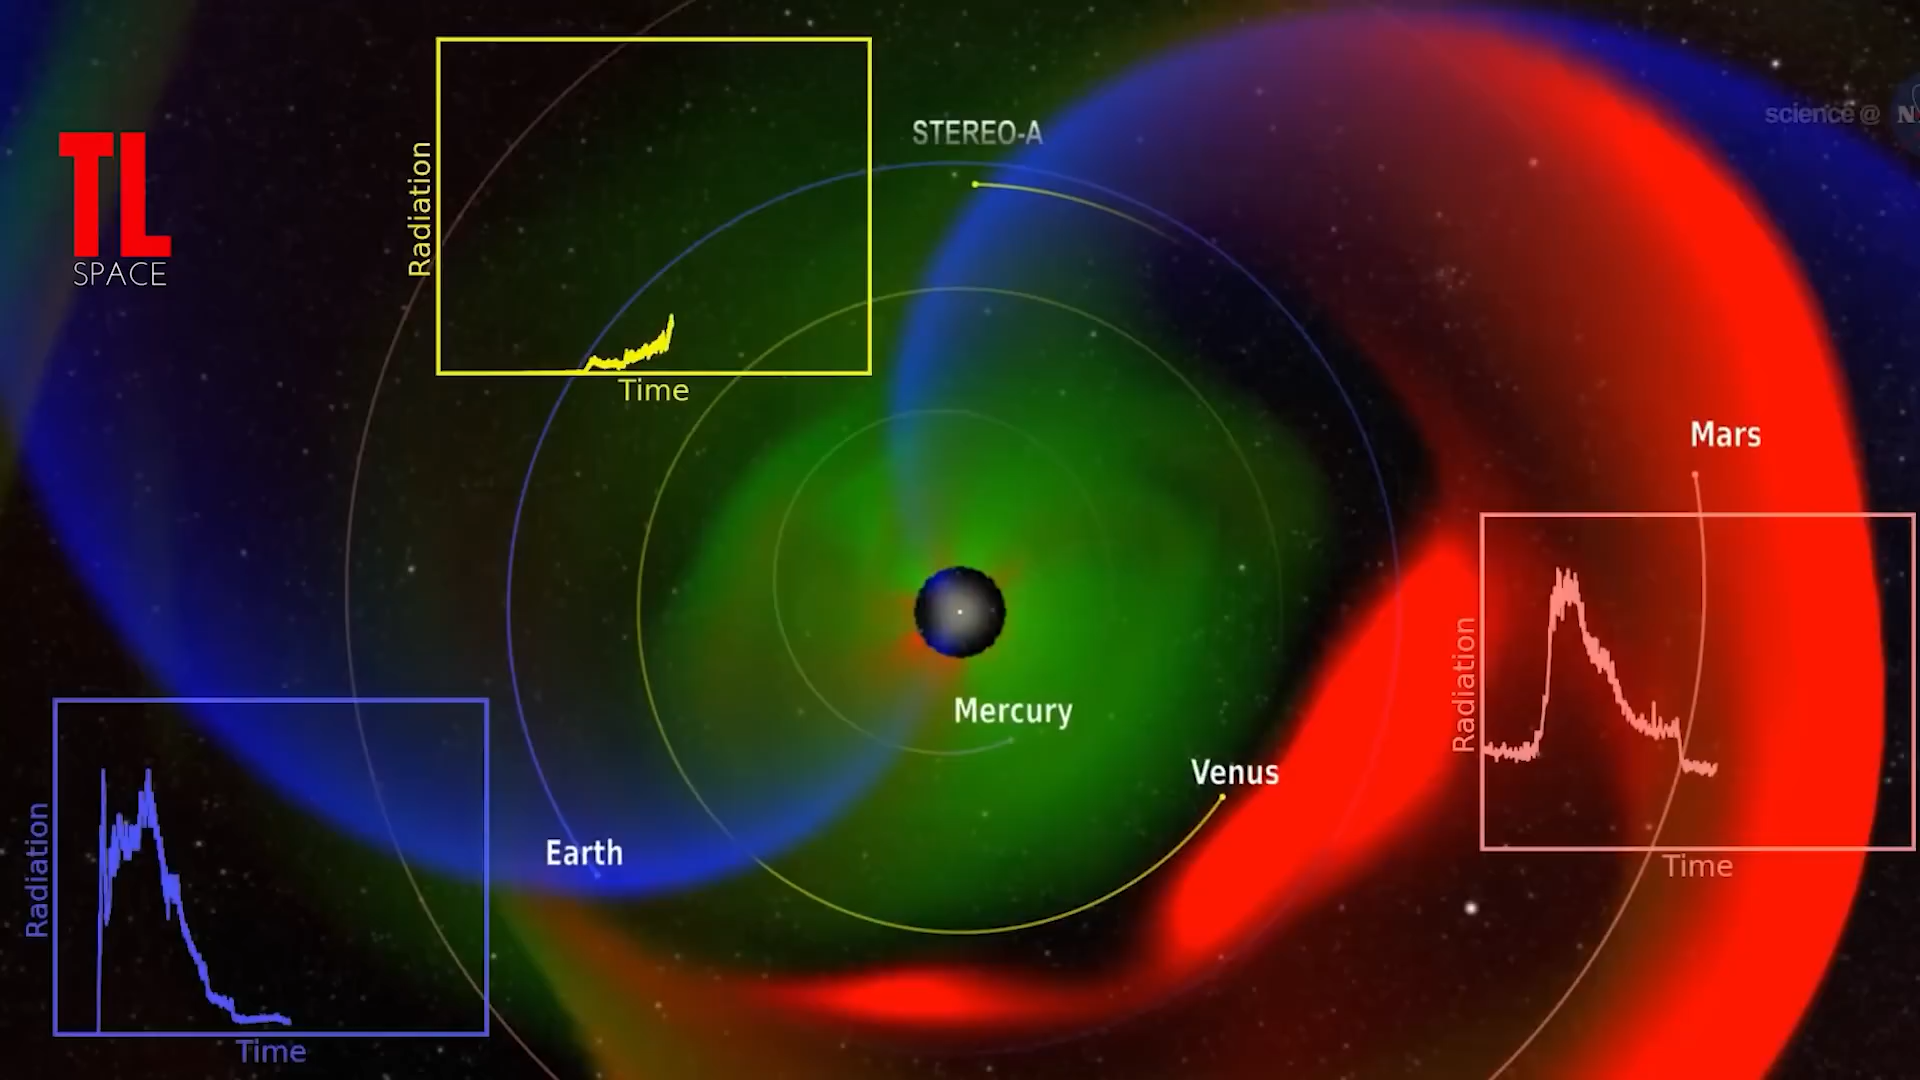 TL
SPACE
STEREO-A
science@
Radiation
Time
Mars
Radiation
Time
Mercury
Venus
Earth
Radiation
Time